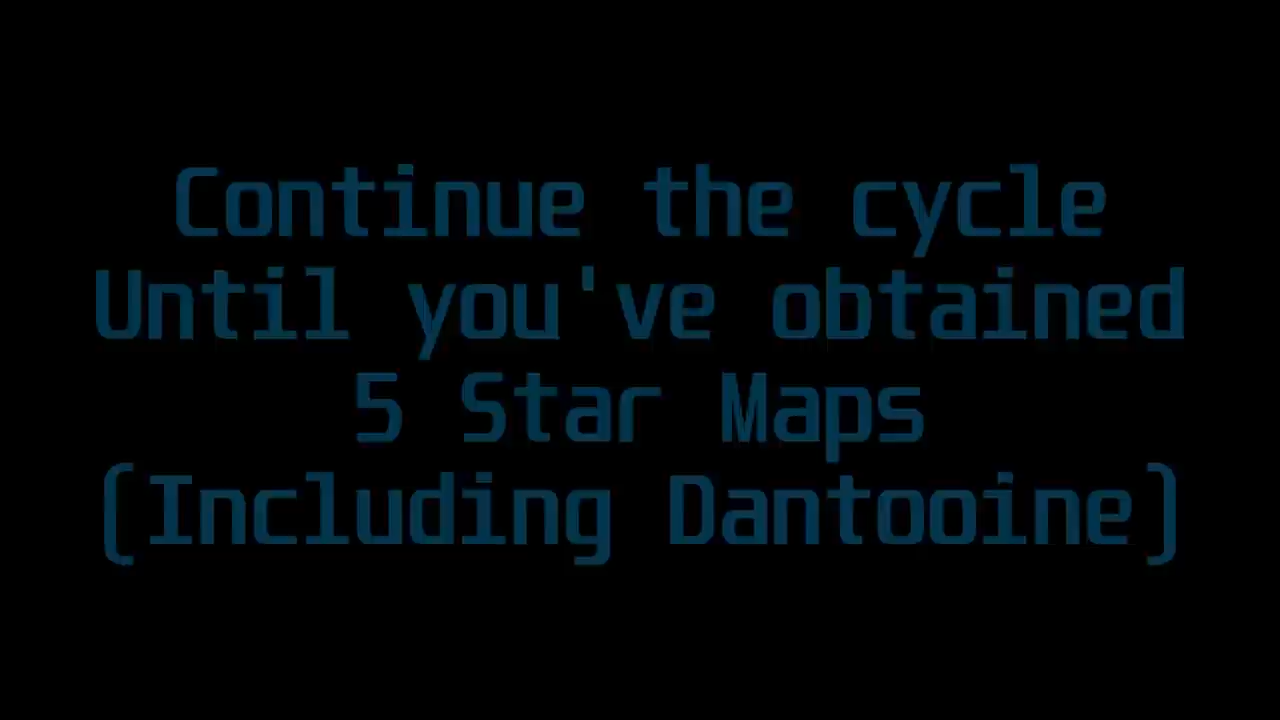 Continue the cycle
Until you've obtained
5 Star Maps
(Including Dantooine)